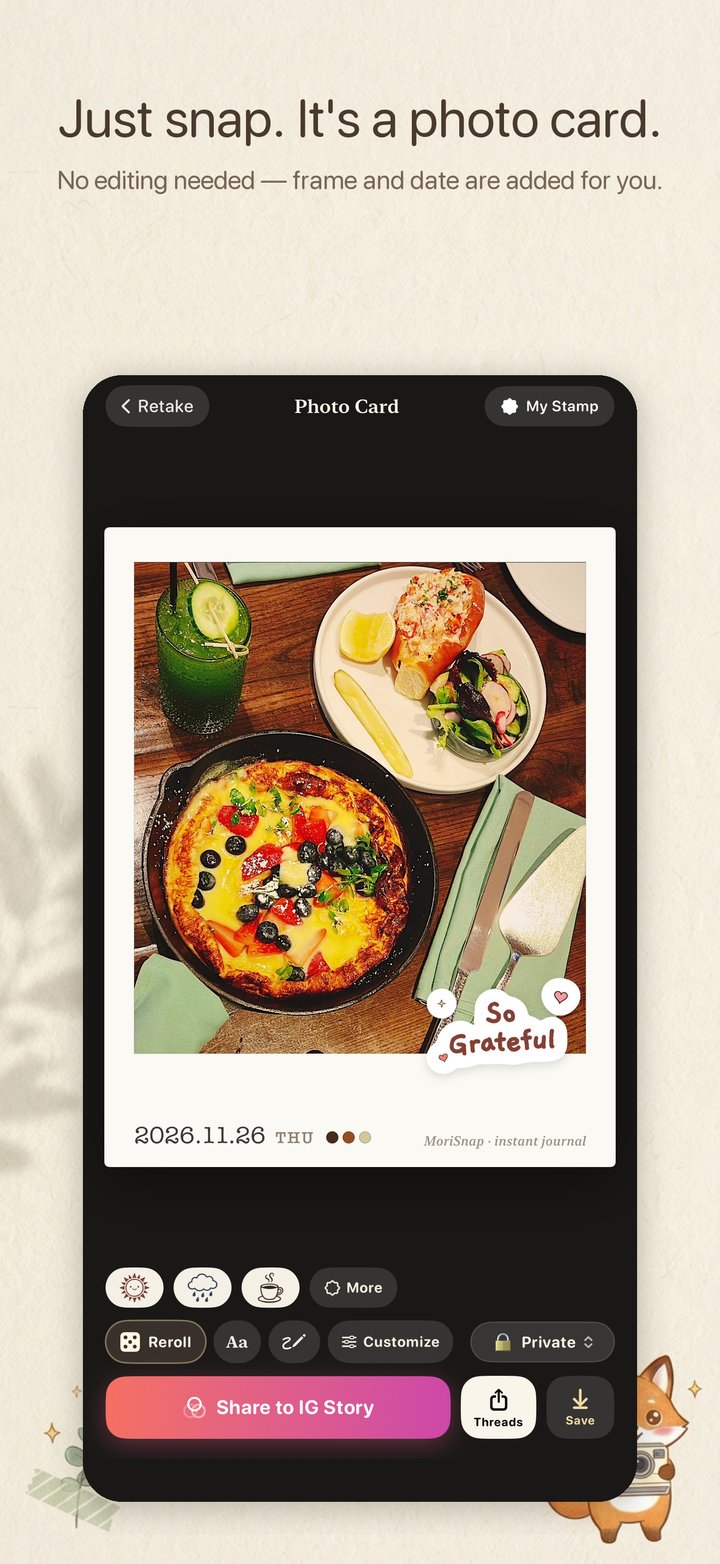 Just snap. It's a photo card.
No editing needed — frame and date are added for you.
Retake
Photo Card
My Stamp
So
Grateful
2026.11.26 THU
MoriSnap · instant journal
More
Reroll
Aa
Customize
Private
Share to IG Story
Threads
Save